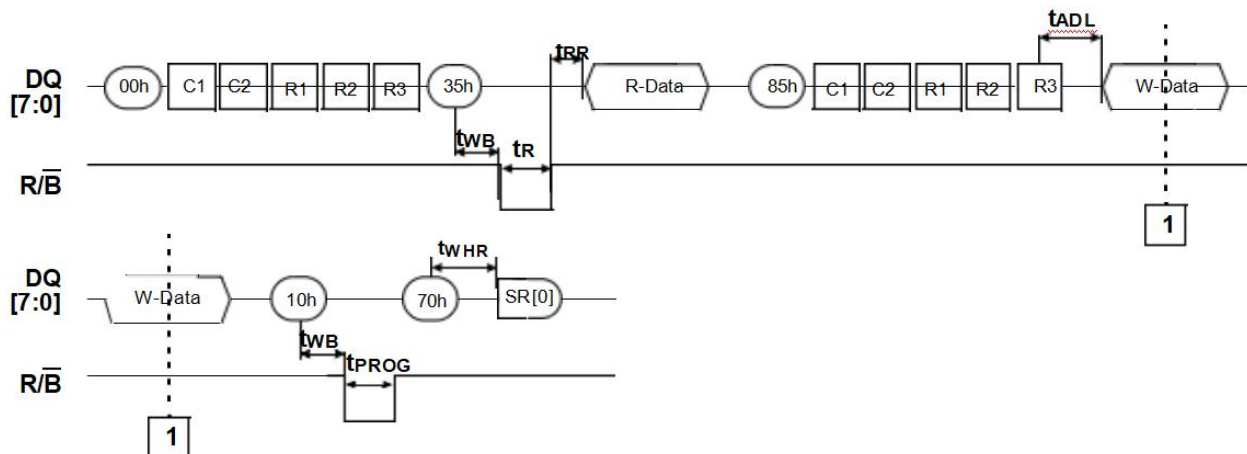 tRR
tADL
DQ
[7:0]
00h C1 C2 R1 R2 R3 35h R-Data 85h C1 C2 R1 R2 R3 W-Data
tWB tR
R/B̅
1
tWHR
DQ
[7:0]
W-Data 10h 70h SR[0]
tWB
tPROG
R/B̅
1